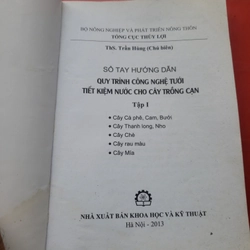 BỘ NÔNG NGHIỆP VÀ PHÁT TRIỂN NÔNG THÔN
TỔNG CỤC THỦY LỢI
ThS. Trần Hùng (Chủ biên)
SỔ TAY HƯỚNG DẪN
QUY TRÌNH CÔNG NGHỆ TƯỚI
TIẾT KIỆM NƯỚC CHO CÂY TRỒNG CẠN
Tập I
• Cây Cà phê, Cam, Bưởi
• Cây Thanh long, Nho
• Cây Chè
• Cây rau màu
• Cây Mía
NHÀ XUẤT BẢN KHOA HỌC VÀ KỸ THUẬT
Hà Nội - 2013